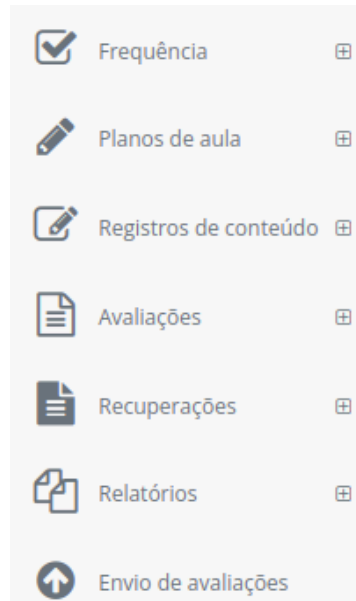 Frequência
Planos de aula
Registros de conteúdo
Avaliações
Recuperações
Relatórios
Envio de avaliações